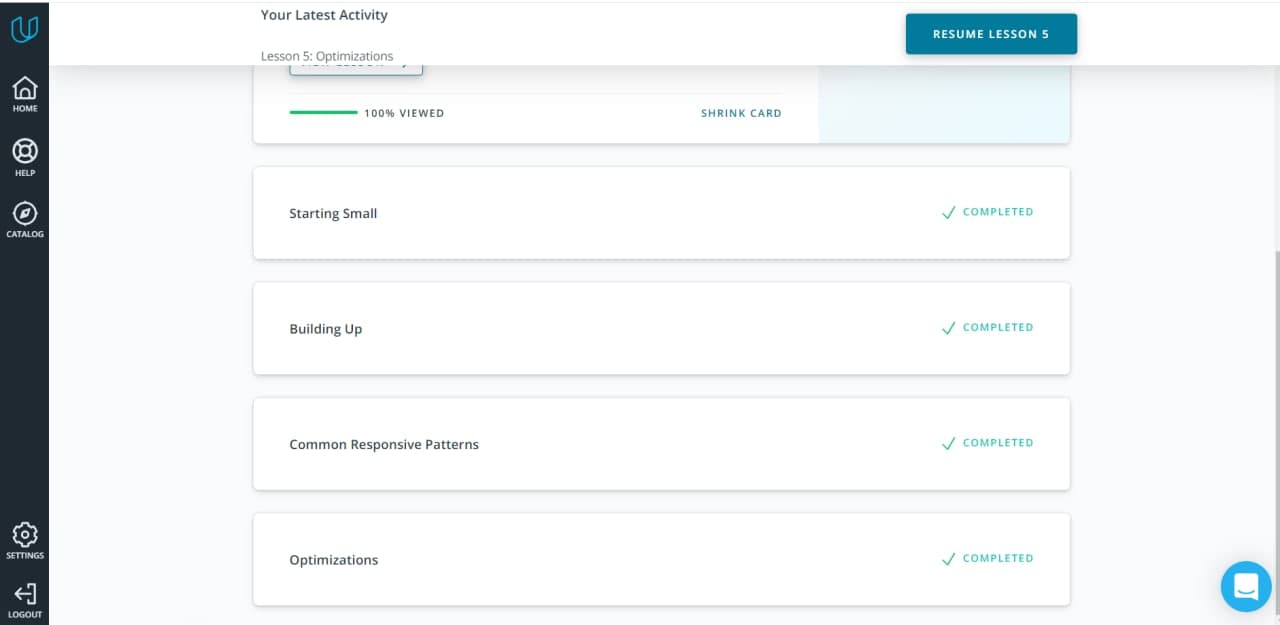 Your Latest Activity
Lesson 5: Optimizations
RESUME LESSON 5
HOME
HELP
CATALOG
SETTINGS
LOGOUT
100% VIEWED
SHRINK CARD
Starting Small
COMPLETED
Building Up
COMPLETED
Common Responsive Patterns
COMPLETED
Optimizations
COMPLETED